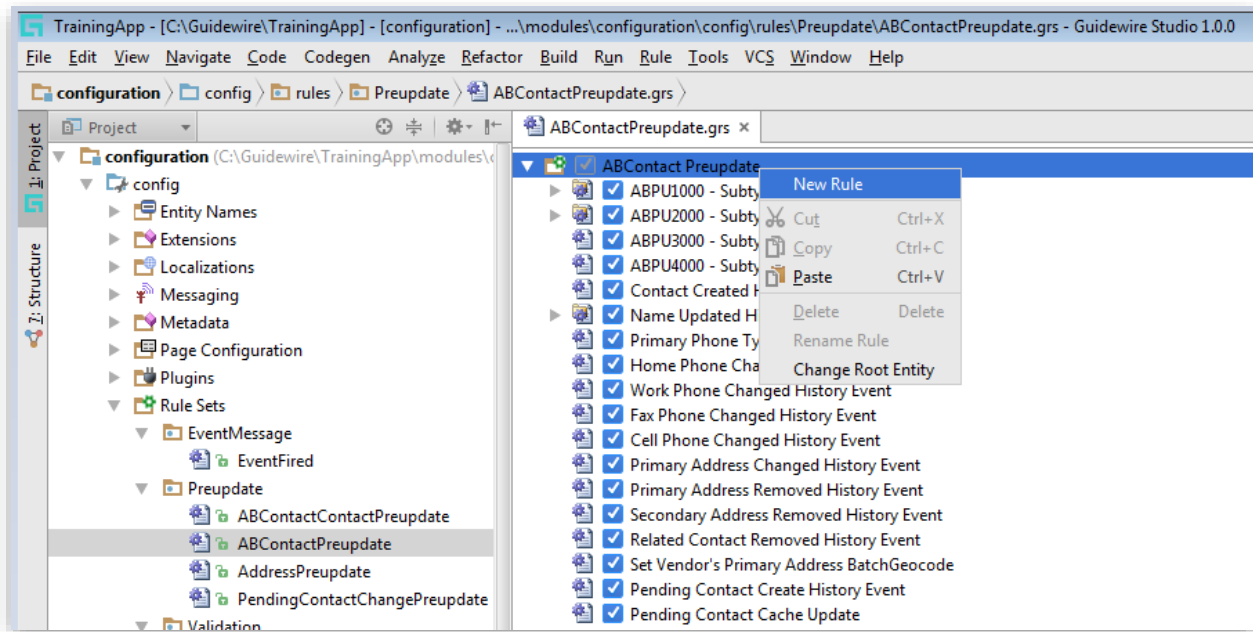 TrainingApp - [C:\Guidewire\TrainingApp] - [configuration] - ...\modules\configuration\config\rules\Preupdate\ABContactPreupdate.grs - Guidewire Studio 1.0.0
File Edit View Navigate Code Codegen Analyze Refactor Build Run Rule Tools VCS Window Help
configuration config rules Preupdate ABContactPreupdate.grs
1: Project
7: Structure
Project
configuration (C:\Guidewire\TrainingApp\modules\
config
Entity Names
Extensions
Localizations
Messaging
Metadata
Page Configuration
Plugins
Rule Sets
EventMessage
EventFired
Preupdate
ABContactContactPreupdate
ABContactPreupdate
AddressPreupdate
PendingContactChangePreupdate
Validation
ABContactPreupdate.grs
ABContact Preupdate
ABPU1000 - Subty
ABPU2000 - Subty
ABPU3000 - Subty
ABPU4000 - Subty
Contact Created H
Name Updated H
Primary Phone Ty
Home Phone Cha
Work Phone Changed History Event
Fax Phone Changed History Event
Cell Phone Changed History Event
Primary Address Changed History Event
Primary Address Removed History Event
Secondary Address Removed History Event
Related Contact Removed History Event
Set Vendor's Primary Address BatchGeocode
Pending Contact Create History Event
Pending Contact Cache Update
New Rule
Cut Ctrl+X
Copy Ctrl+C
Paste Ctrl+V
Delete Delete
Rename Rule
Change Root Entity